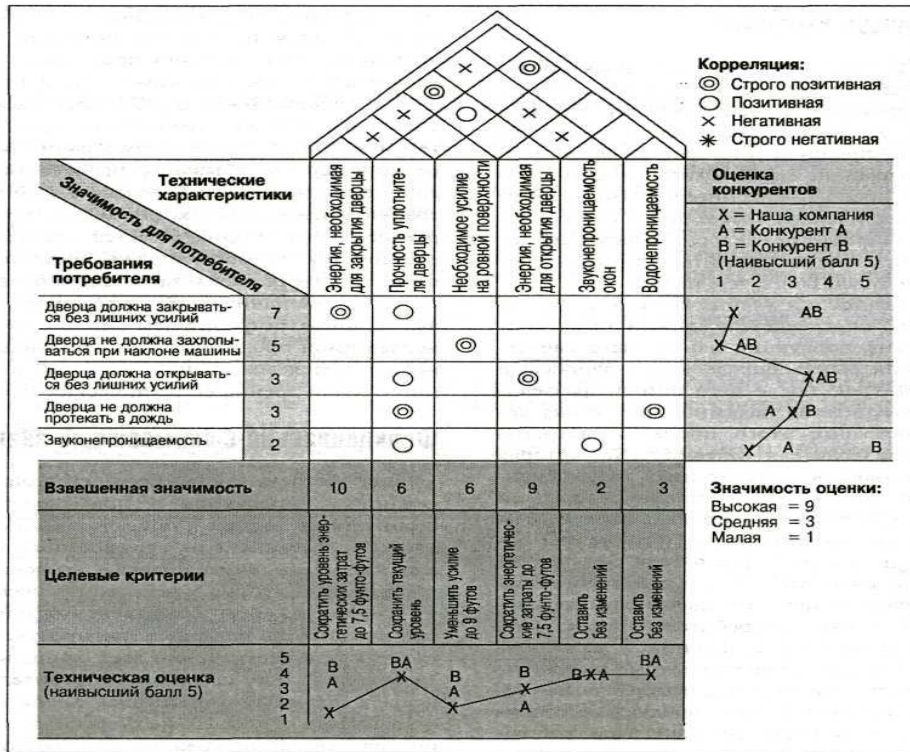 Корреляция:
◎ Строго позитивная
○ Позитивная
× Негативная
✳ Строго негативная
Значимость для потребителя
Технические
характеристики
Требования
потребителя
Энергия, необходимая
для закрытия дверцы
Прочность уплотните-
ля дверцы
Необходимое усилие
на ровной поверхности
Энергия, необходимая
для открытия дверцы
Звуконепроницаемость
окон
Водонепроницаемость
Оценка
конкурентов
X = Наша компания
A = Конкурент A
B = Конкурент B
(Наивысший балл 5)
1 2 3 4 5
Дверца должна закрывать-
ся без лишних усилий
7
X AB
Дверца не должна захлопы-
ваться при наклоне машины
5
X AB
Дверца должна открывать-
ся без лишних усилий
3
X AB
Дверца не должна
протекать в дождь
3
A X B
Звуконепроницаемость
2
X A B
Взвешенная значимость
10 6 6 9 2 3
Значимость оценки:
Высокая = 9
Средняя = 3
Малая = 1
Целевые критерии
Сократить уровень энер-
гетических затрат
до 7,5 фунто-футов
Сохранить текущий
уровень
Уменьшить усилие
до 9 футов
Сократить энергетичес-
кие затраты до
7,5 фунто-футов
Оставить
без изменений
Оставить
без изменений
Техническая оценка
(наивысший балл 5)
5
4
3
2
1
B A X
BA X
B A X
B X A
B X A
BA X